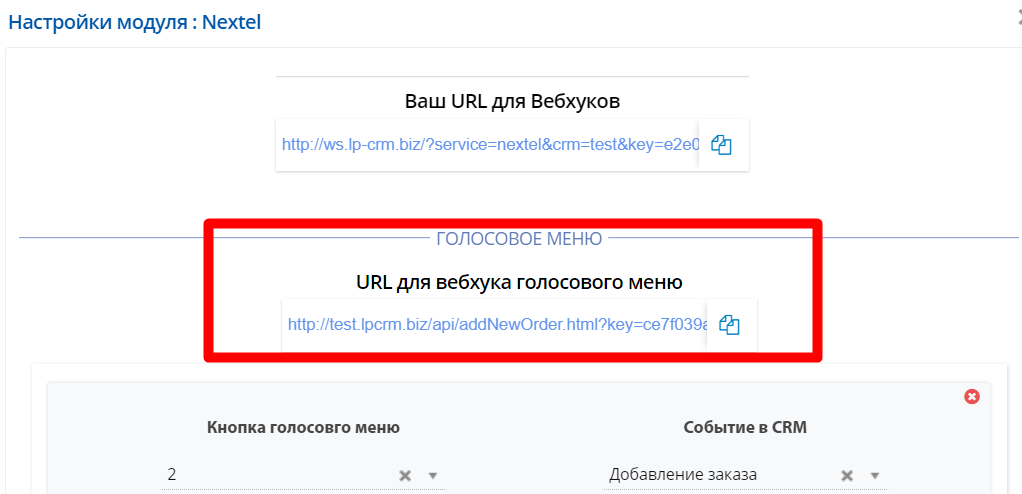 Настройки модуля : Nextel
Ваш URL для Вебхуков
http://ws.lp-crm.biz/?service=nextel&crm=test&key=e2e0
ГОЛОСОВОЕ МЕНЮ
URL для вебхука голосового меню
http://test.lpcrm.biz/api/addNewOrder.html?key=ce7f039a
Кнопка голосовго меню Событие в CRM
2 Добавление заказа